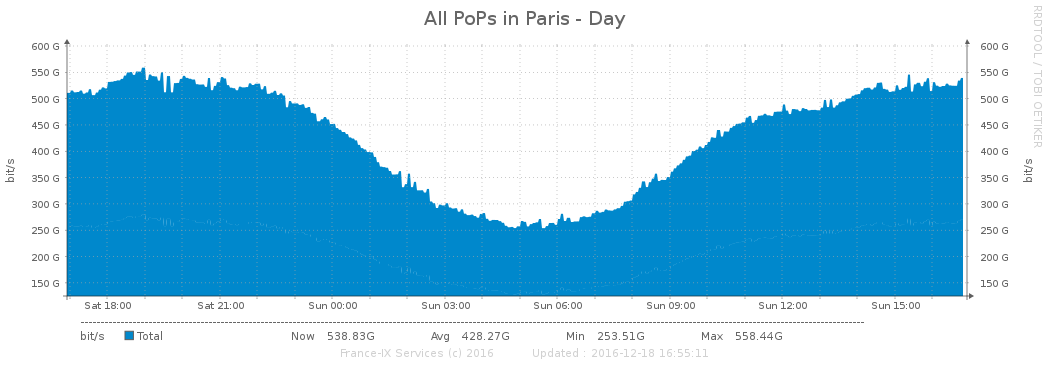 All PoPs in Paris - Day
RRDTOOL / TOBI OETIKER
600 G 600 G
550 G 550 G
500 G 500 G
450 G 450 G
400 G 400 G
350 G 350 G
300 G 300 G
250 G 250 G
200 G 200 G
150 G 150 G
bit/s bit/s
Sat 18:00 Sat 21:00 Sun 00:00 Sun 03:00 Sun 06:00 Sun 09:00 Sun 12:00 Sun 15:00
bit/s Total Now 538.83G Avg 428.27G Min 253.51G Max 558.44G
France-IX Services (c) 2016 Updated : 2016-12-18 16:55:11